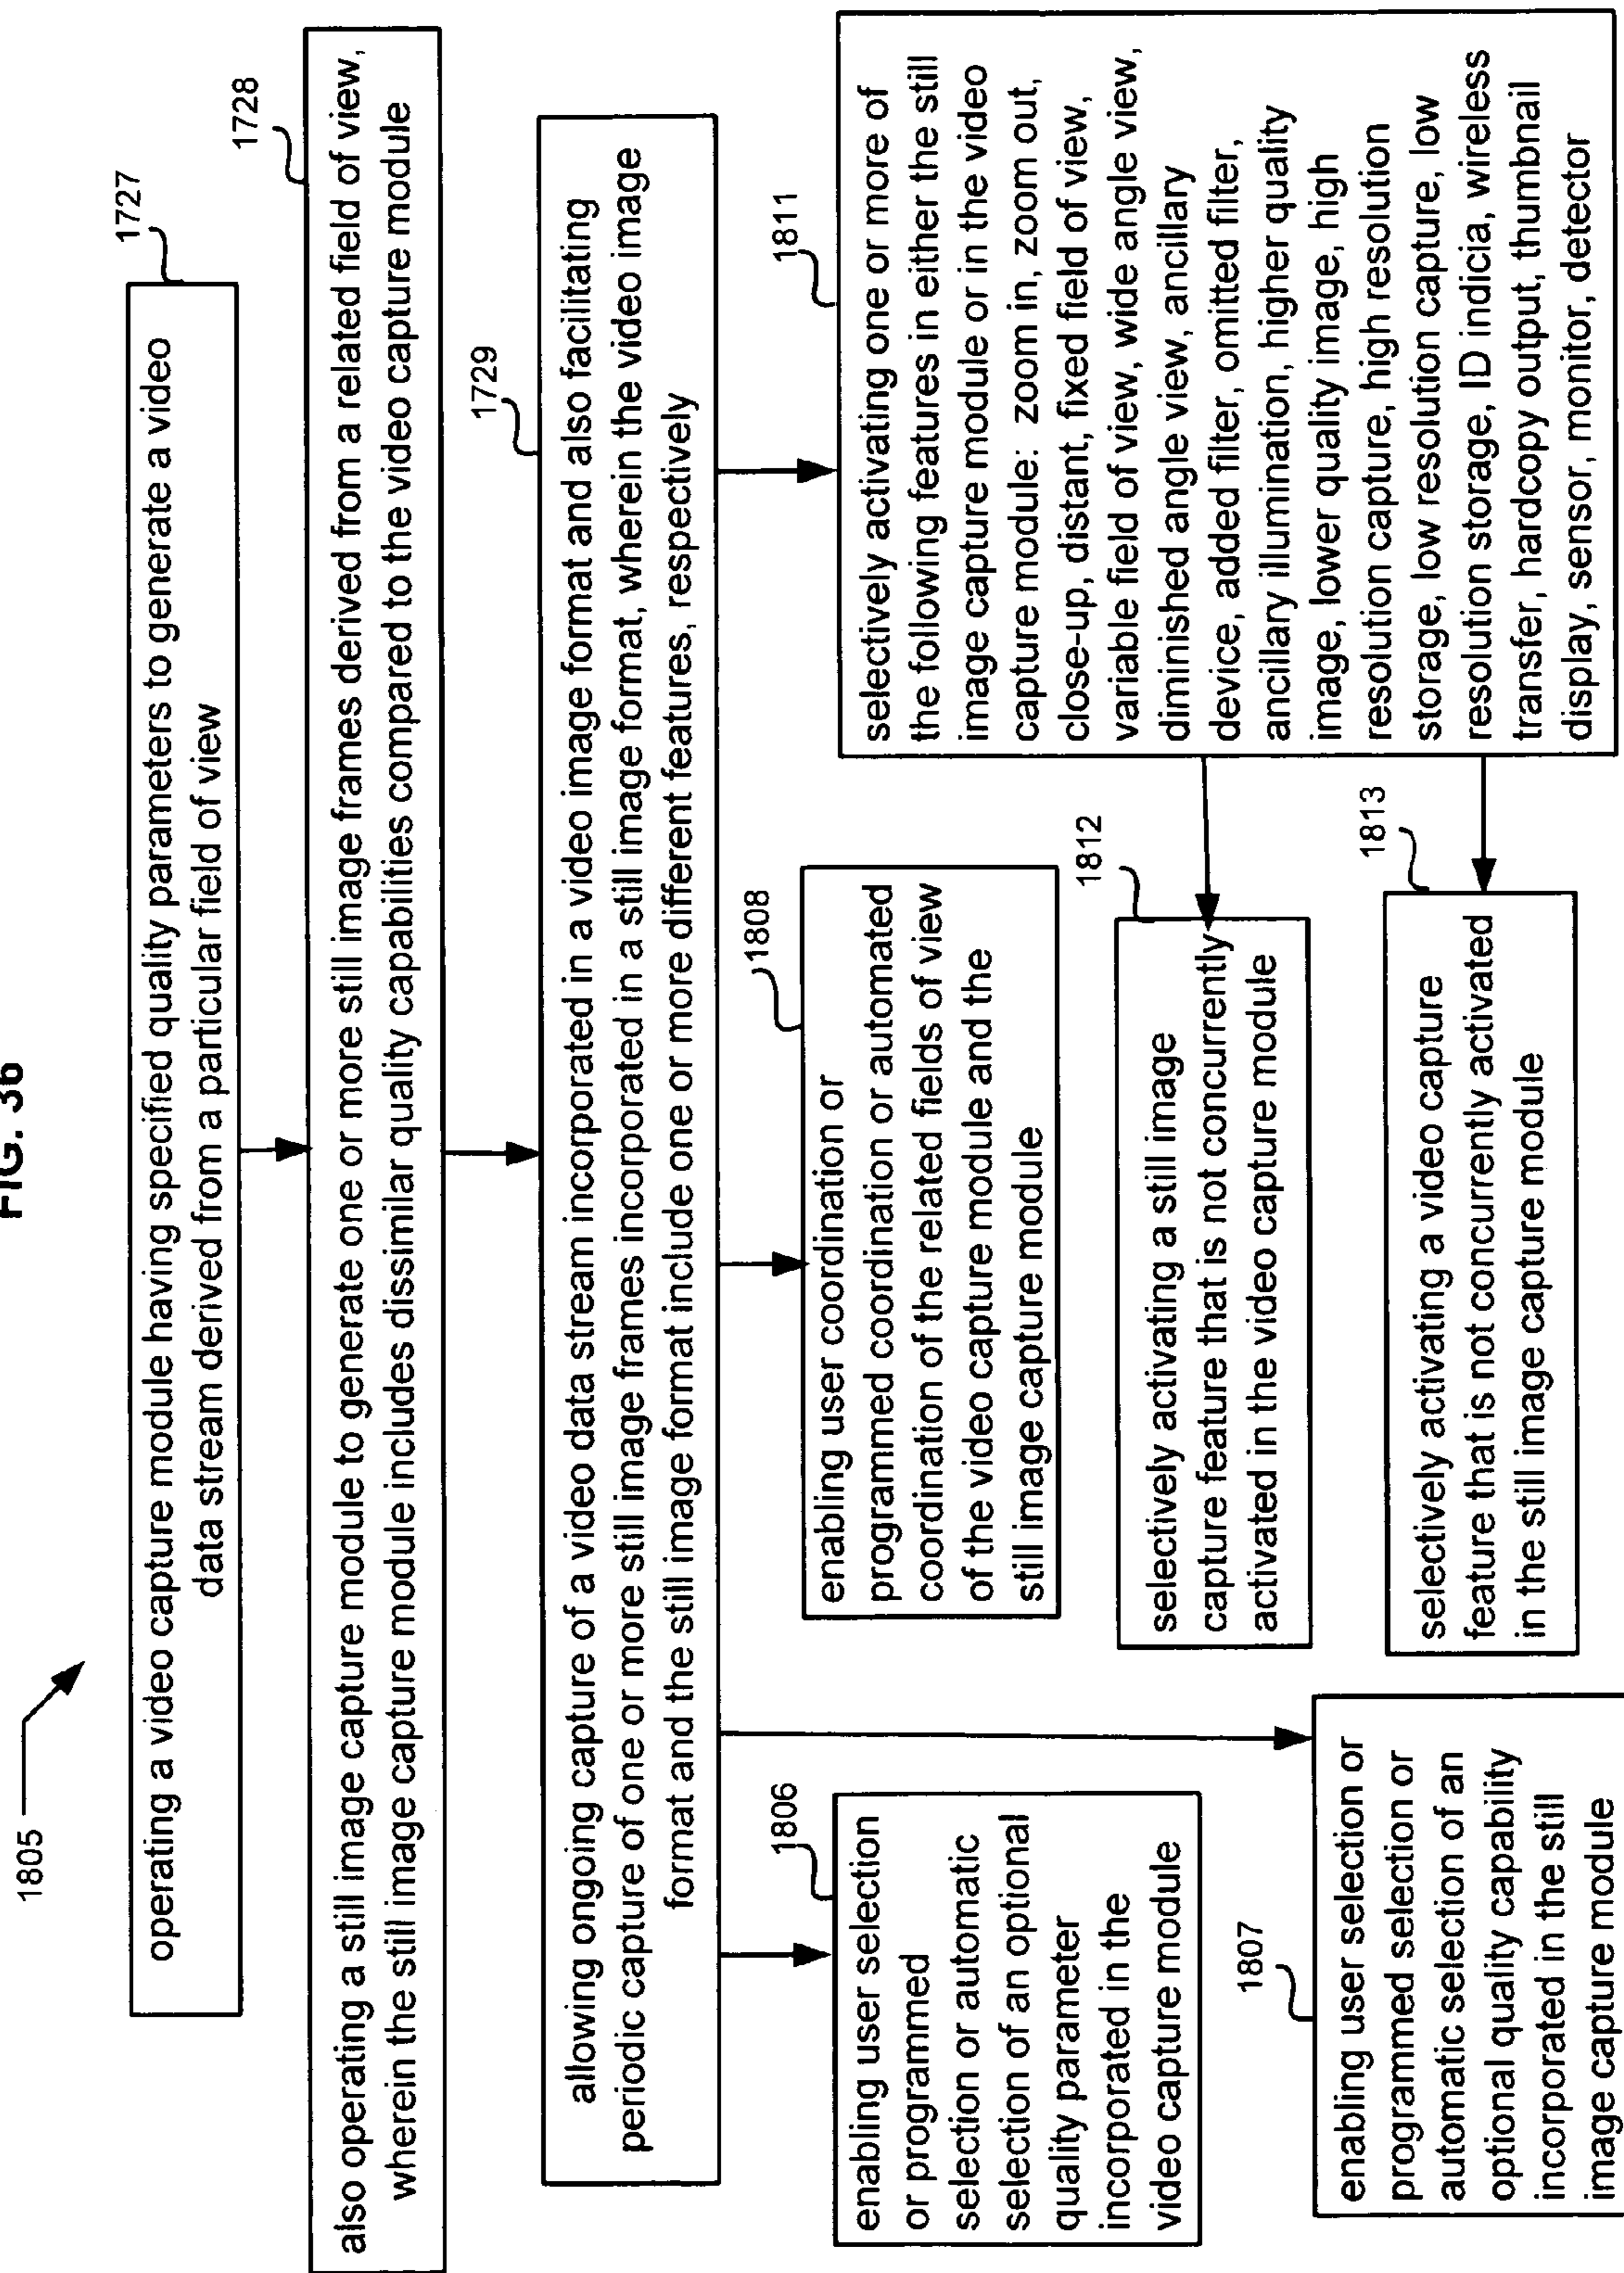 FIG. 36
1805
operating a video capture module having specified quality parameters to generate a video
data stream derived from a particular field of view
1727
also operating a still image capture module to generate one or more still image frames derived from a related field of view,
wherein the still image capture module includes dissimilar quality capabilities compared to the video capture module
1728
allowing ongoing capture of a video data stream incorporated in a video image format and also facilitating
periodic capture of one or more still image frames incorporated in a still image format, wherein the video image
format and the still image format include one or more different features, respectively
1729
1806
enabling user selection
or programmed
selection or automatic
selection of an optional
quality parameter
incorporated in the
video capture module
1807
enabling user selection or
programmed selection or
automatic selection of an
optional quality capability
incorporated in the still
image capture module
1808
enabling user coordination or
programmed coordination or automated
coordination of the related fields of view
of the video capture module and the
still image capture module
1811
selectively activating one or more of
the following features in either the still
image capture module or in the video
capture module: zoom in, zoom out,
close-up, distant, fixed field of view,
variable field of view, wide angle view,
diminished angle view, ancillary
device, added filter, omitted filter,
ancillary illumination, higher quality
image, lower quality image, high
resolution capture, high resolution
storage, low resolution capture, low
resolution storage, ID indicia, wireless
transfer, hardcopy output, thumbnail
display, sensor, monitor, detector
1812
selectively activating a still image
capture feature that is not concurrently
activated in the video capture module
1813
selectively activating a video capture
feature that is not concurrently activated
in the still image capture module